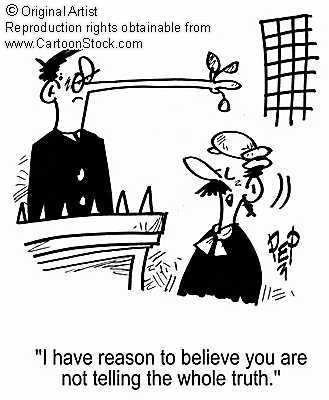 © Original Artist
Reproduction rights obtainable from
www.CartoonStock.com
PEP
"I have reason to believe you are
not telling the whole truth."